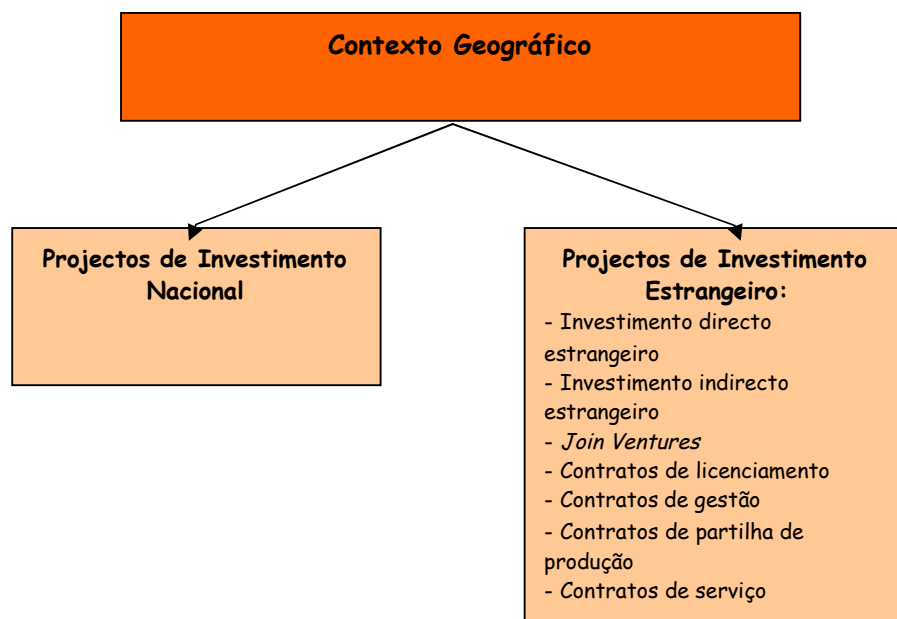 Contexto Geográfico
Projectos de Investimento
Nacional
Projectos de Investimento
Estrangeiro:
- Investimento directo
estrangeiro
- Investimento indirecto
estrangeiro
- Join Ventures
- Contratos de licenciamento
- Contratos de gestão
- Contratos de partilha de
produção
- Contratos de serviço